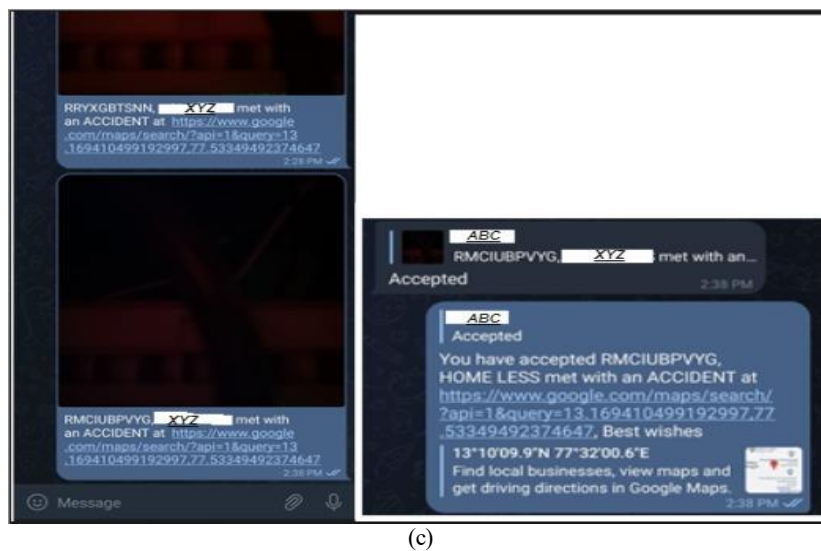 RRYXGBTSNN, XYZ met with
an ACCIDENT at https://www.google
.com/maps/search/?api=1&query=13
.169410499192997,77.53349492374647
2:28 PM
RMCIUBPVYG, XYZ met with
an ACCIDENT at https://www.google
.com/maps/search/?api=1&query=13
.169410499192997,77.53349492374647
2:38 PM
Message
ABC
RMCIUBPVYG, XYZ met with an...
Accepted
2:38 PM
ABC
Accepted
You have accepted RMCIUBPVYG,
HOME LESS met with an ACCIDENT at
https://www.google.com/maps/search/
?api=1&query=13.169410499192997,77
.53349492374647, Best wishes
13°10'09.9"N 77°32'00.6"E
Find local businesses, view maps and
get driving directions in Google Maps.
2:38 PM
(c)